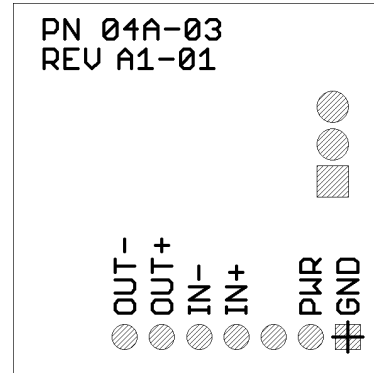 PN 04A-03
REV A1-01
OUT-
OUT+
IN-
IN+
PWR
GND